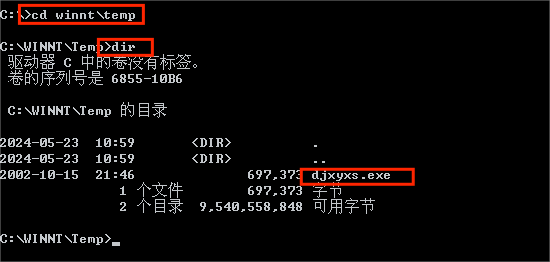 C:\>cd winnt\temp
C:\WINNT\Temp>dir
驱动器 C 中的卷没有标签。
卷的序列号是 6855-10B6
C:\WINNT\Temp 的目录
2024-05-23 10:59 <DIR> .
2024-05-23 10:59 <DIR> ..
2002-10-15 21:46 697,373 djxyxs.exe
1 个文件 697,373 字节
2 个目录 9,540,558,848 可用字节
C:\WINNT\Temp>_